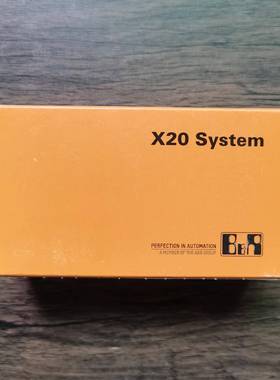 X20 System
PERFECTION IN AUTOMATION
A MEMBER OF THE ABB GROUP
B&R